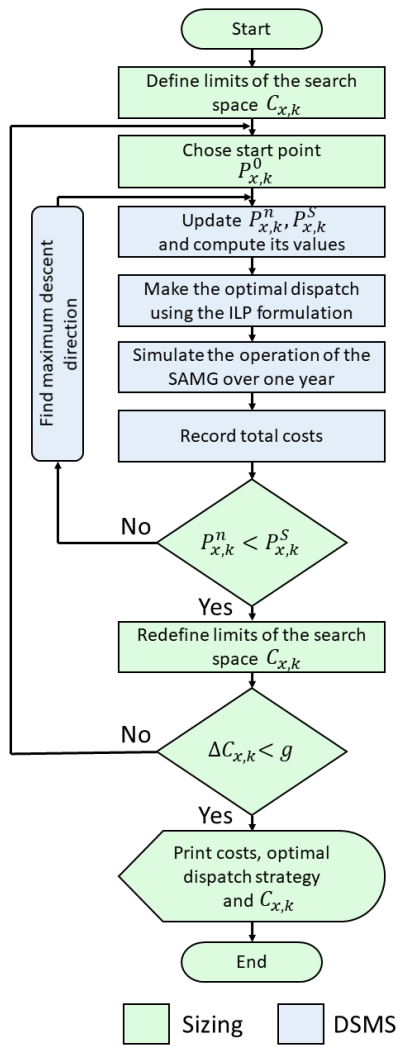 Start
Define limits of the search
space C_{x,k}
Chose start point
P^0_{x,k}
Update P^n_{x,k}, P^S_{x,k}
and compute its values
Make the optimal dispatch
using the ILP formulation
Simulate the operation of the
SAMG over one year
Record total costs
Find maximum descent
direction
No
P^n_{x,k} < P^S_{x,k}
Yes
Redefine limits of the search
space C_{x,k}
No
ΔC_{x,k} < g
Yes
Print costs, optimal
dispatch strategy
and C_{x,k}
End
Sizing
DSMS